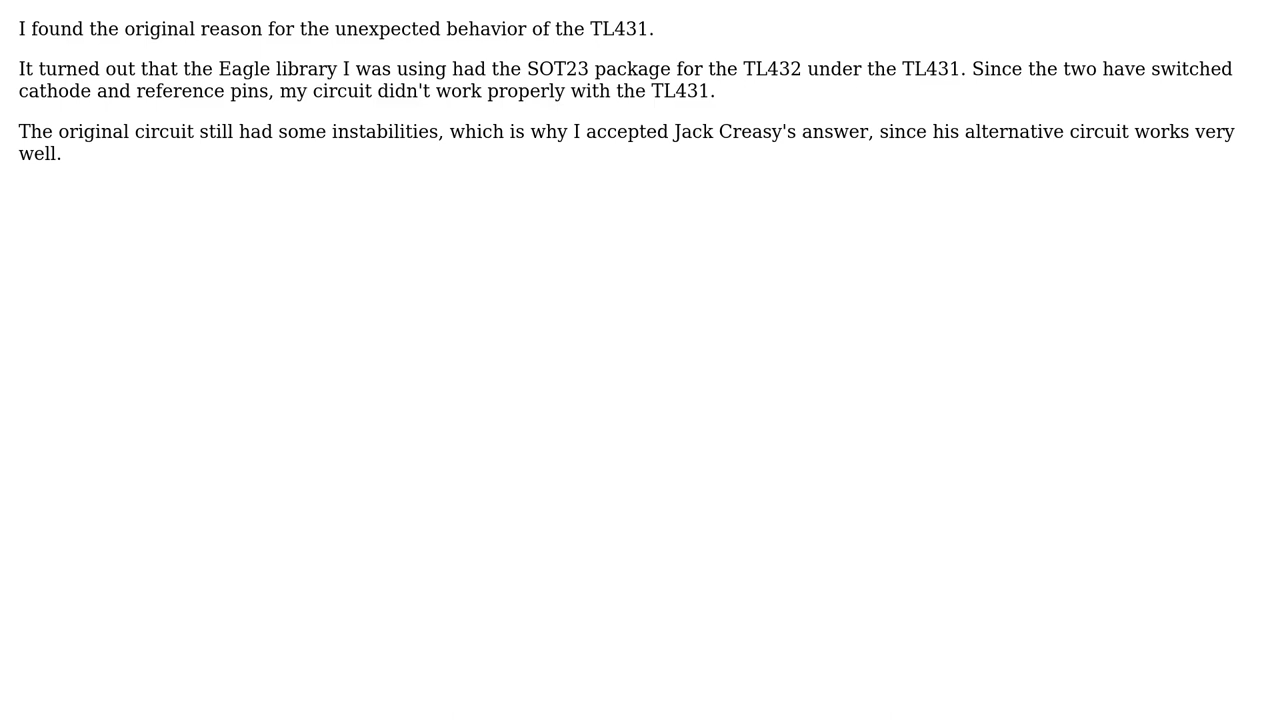 I found the original reason for the unexpected behavior of the TL431.
It turned out that the Eagle library I was using had the SOT23 package for the TL432 under the TL431. Since the two have switched
cathode and reference pins, my circuit didn't work properly with the TL431.
The original circuit still had some instabilities, which is why I accepted Jack Creasy's answer, since his alternative circuit works very
well.